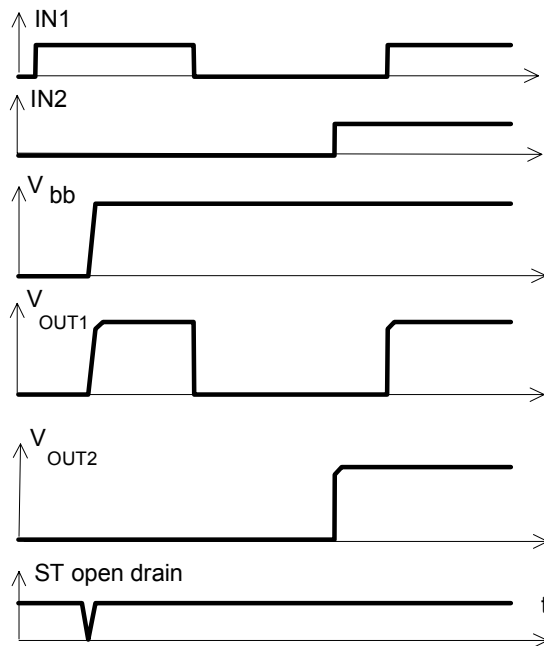 IN1
IN2
V bb
V OUT1
V OUT2
ST open drain
t